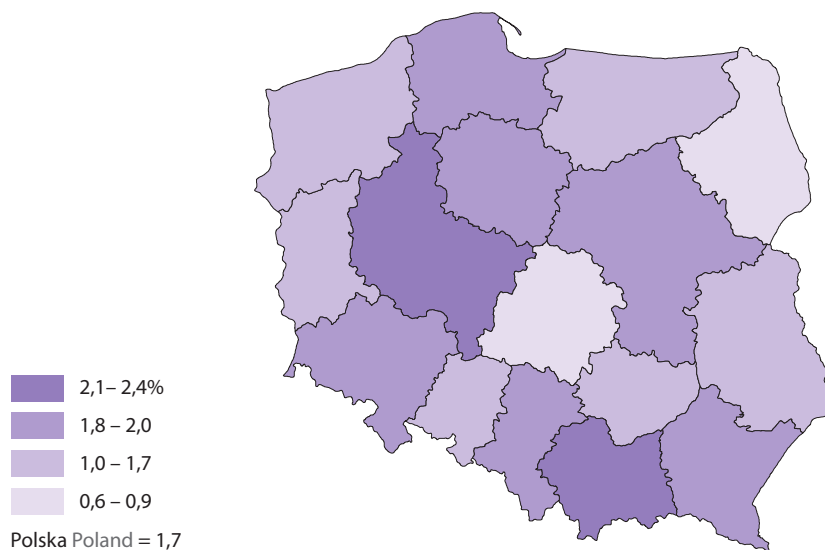 2,1– 2,4%
1,8 – 2,0
1,0 – 1,7
0,6 – 0,9
Polska Poland = 1,7